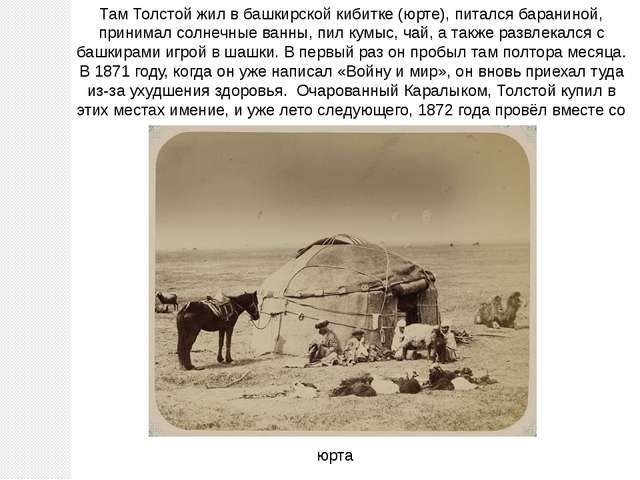 Там Толстой жил в башкирской кибитке (юрте), питался бараниной,
принимал солнечные ванны, пил кумыс, чай, а также развлекался с
башкирами игрой в шашки. В первый раз он пробыл там полтора месяца.
В 1871 году, когда он уже написал «Войну и мир», он вновь приехал туда
из-за ухудшения здоровья.  Очарованный Каралыком, Толстой купил в
этих местах имение, и уже лето следующего, 1872 года провёл вместе со
юрта